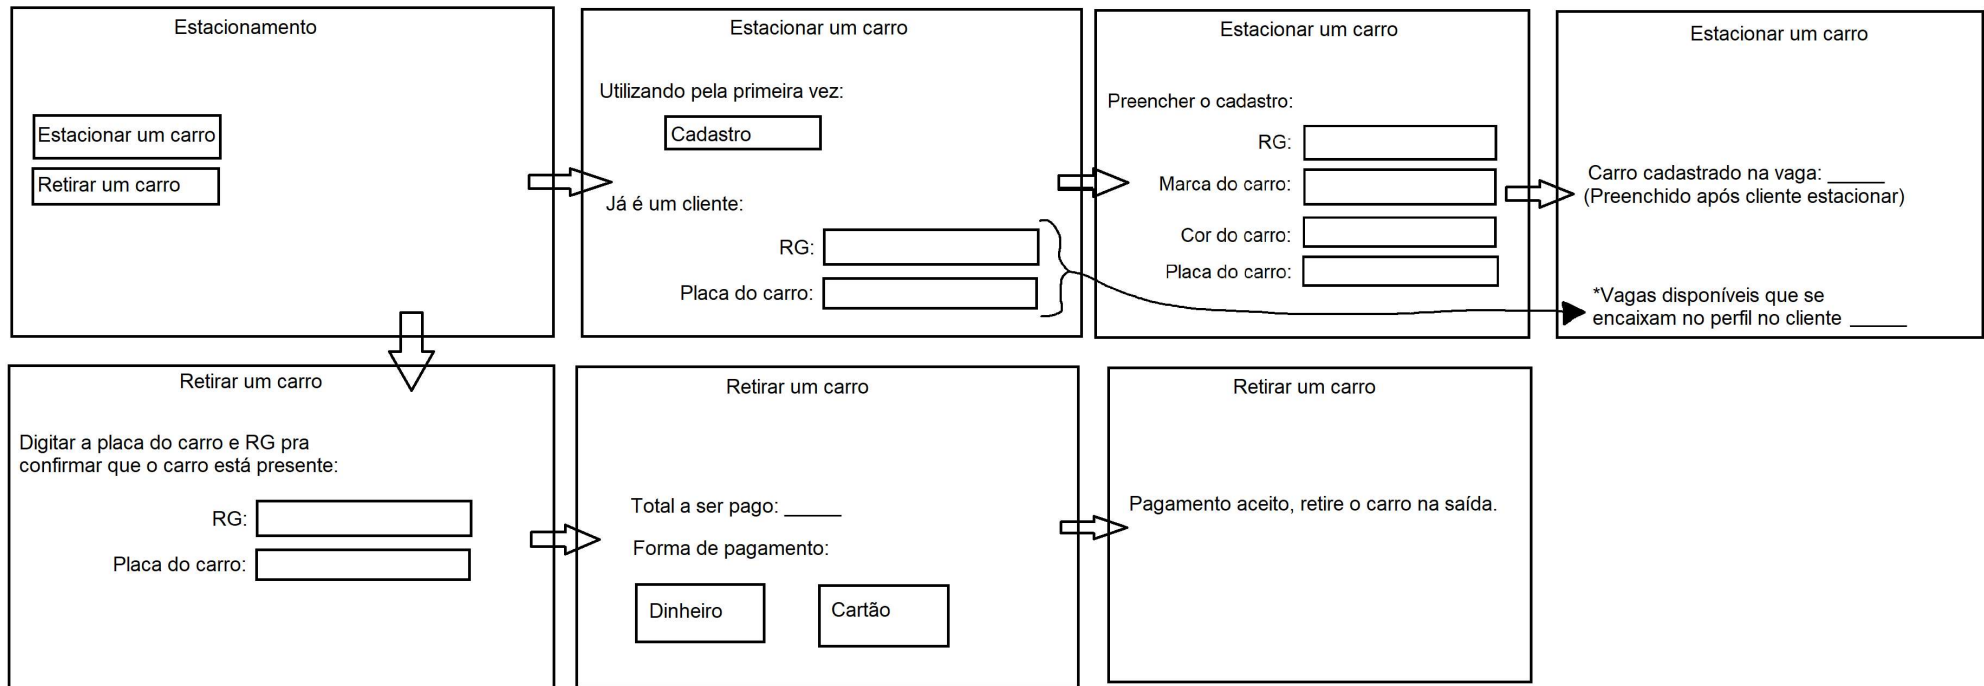 Estacionamento
Estacionar um carro
Retirar um carro
Estacionar um carro
Utilizando pela primeira vez:
Cadastro
Já é um cliente:
RG:
Placa do carro:
Estacionar um carro
Preencher o cadastro:
RG:
Marca do carro:
Cor do carro:
Placa do carro:
Estacionar um carro
Carro cadastrado na vaga: _____
(Preenchido após cliente estacionar)
*Vagas disponíveis que se
encaixam no perfil no cliente _____
Retirar um carro
Digitar a placa do carro e RG pra
confirmar que o carro está presente:
RG:
Placa do carro:
Retirar um carro
Total a ser pago: _____
Forma de pagamento:
Dinheiro
Cartão
Retirar um carro
Pagamento aceito, retire o carro na saída.